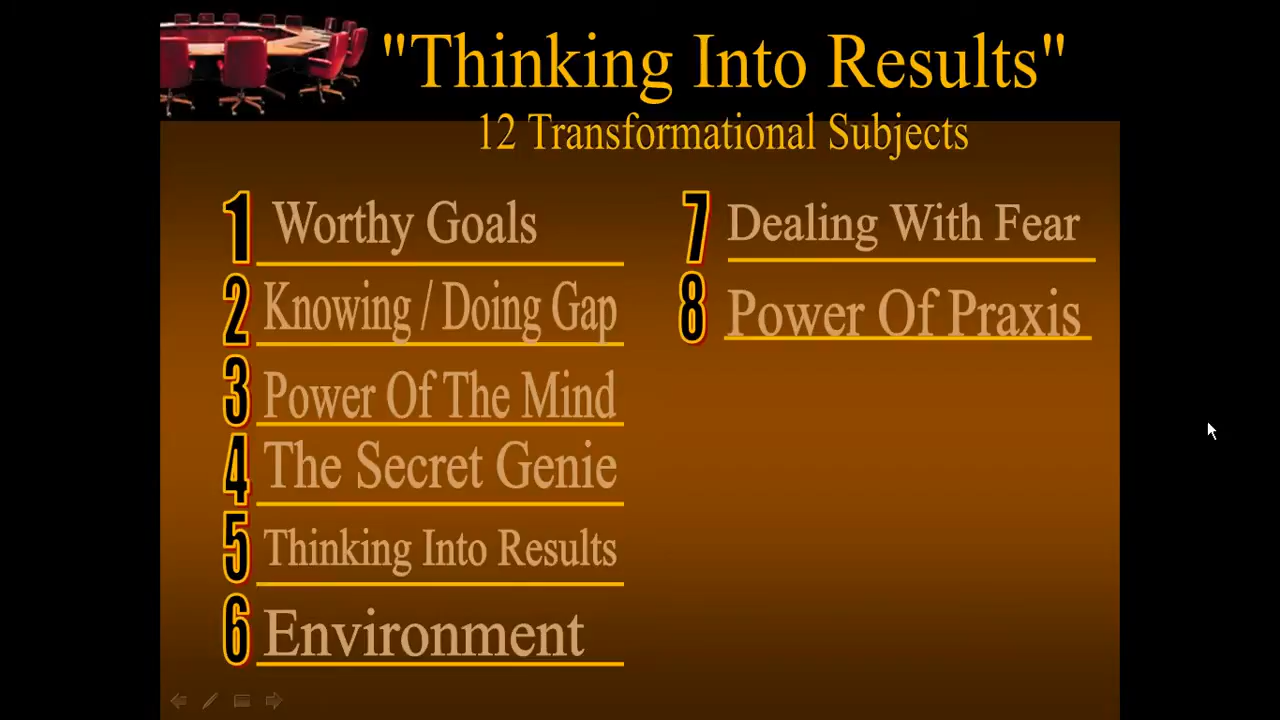 "Thinking Into Results"
12 Transformational Subjects
1 Worthy Goals
2 Knowing / Doing Gap
3 Power Of The Mind
4 The Secret Genie
5 Thinking Into Results
6 Environment
7 Dealing With Fear
8 Power Of Praxis